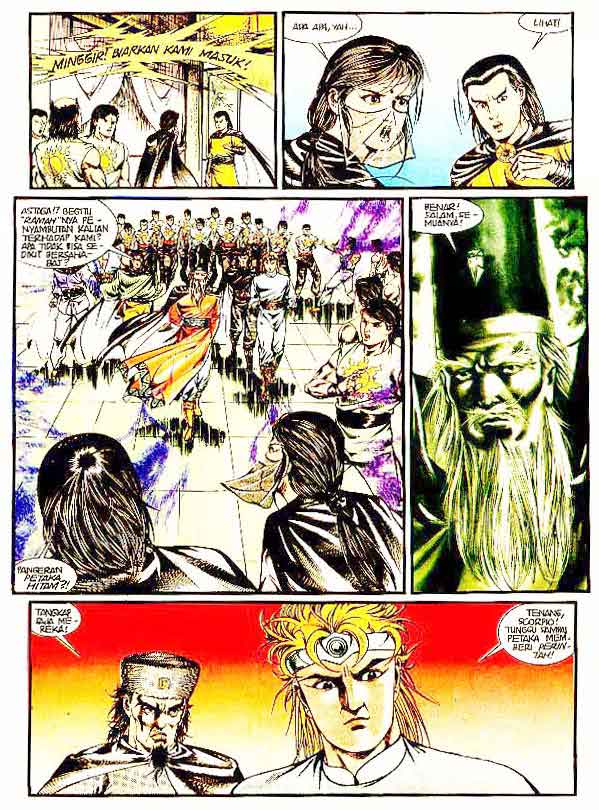 MINGGIR! BIARKAN KAMI MASUK!
ADA APA, YAH...
LIHAT!
ASTAGA!? BEGITU
"RAMAH"NYA PE-
NYAMBUTAN KALIAN
TERHADAP KAMI?
APA TIDAK BISA SE-
DIKIT BERSAHA-
BAT?
PANGERAN
PETAKA
HITAM?!
BENAR!
SALAM, SE-
MUANYA!
TANGKAP
SAJA ME-
REKA!
TENANG,
SCORPIO!
TUNGGU SAMPAI
PETAKA MEM-
BERI PERIN-
TAH!